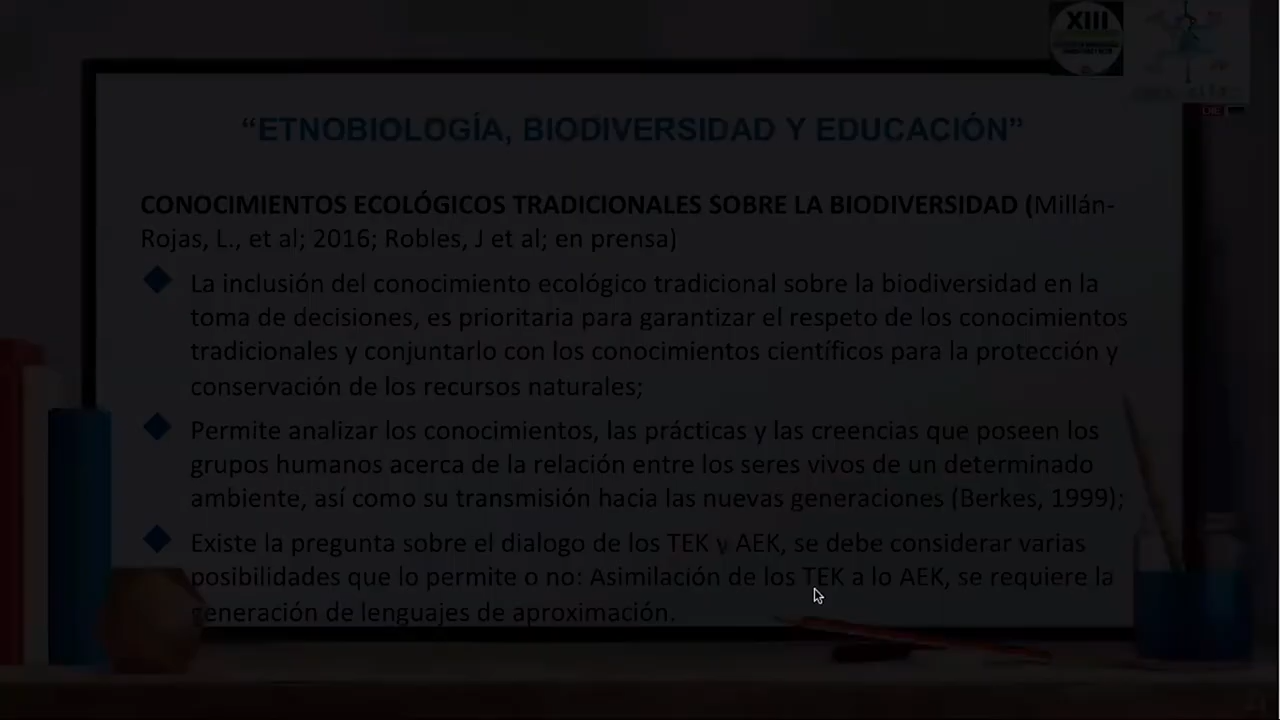 XIII
“ETNOBIOLOGÍA, BIODIVERSIDAD Y EDUCACIÓN”
CONOCIMIENTOS ECOLÓGICOS TRADICIONALES SOBRE LA BIODIVERSIDAD (Millán-
Rojas, L., et al; 2016; Robles, J et al; en prensa)
La inclusión del conocimiento ecológico tradicional sobre la biodiversidad en la
toma de decisiones, es prioritaria para garantizar el respeto de los conocimientos
tradicionales y conjuntarlo con los conocimientos científicos para la protección y
conservación de los recursos naturales;
Permite analizar los conocimientos, las prácticas y las creencias que poseen los
grupos humanos acerca de la relación entre los seres vivos de un determinado
ambiente, así como su transmisión hacia las nuevas generaciones (Berkes, 1999);
Existe la pregunta sobre el dialogo de los TEK y AEK, se debe considerar varias
posibilidades que lo permite o no: Asimilación de los TEK a lo AEK, se requiere la
generación de lenguajes de aproximación.